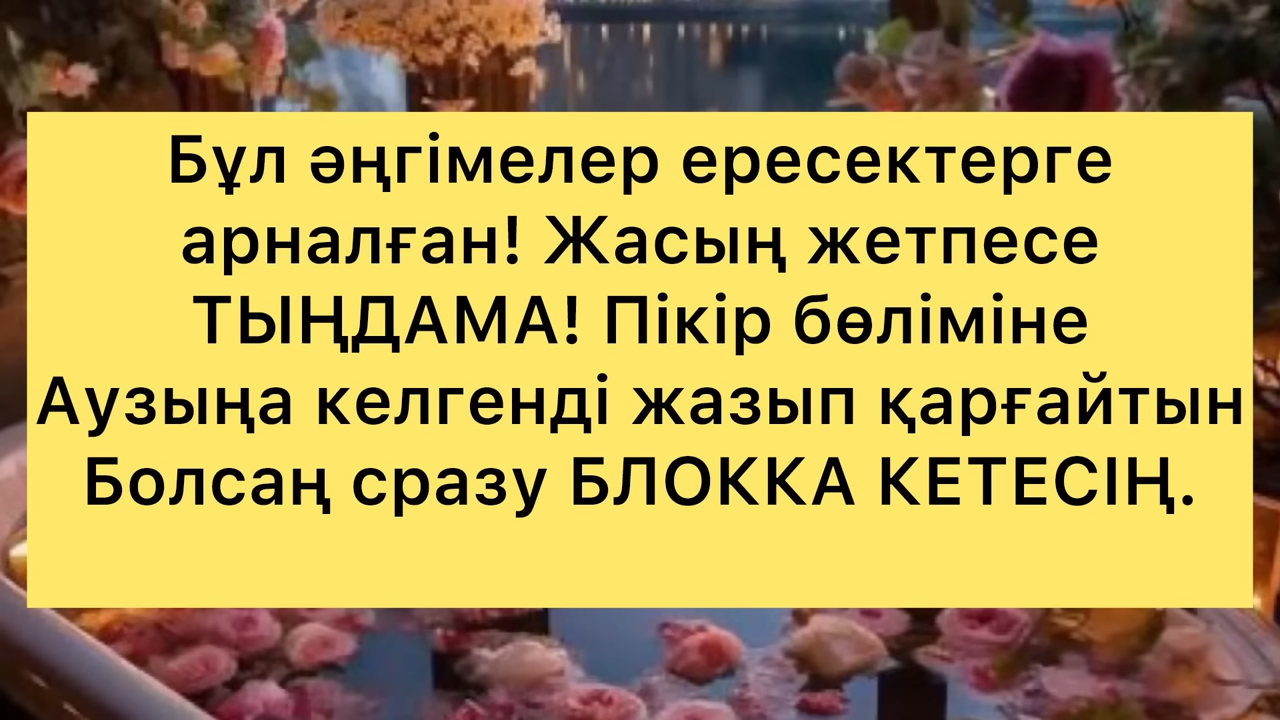 Бұл әңгімелер ересектерге
арналған! Жасың жетпесе
ТЫҢДАМА! Пікір бөліміне
Аузыңа келгенді жазып қарғайтын
Болсаң сразу БЛОККА КЕТЕСІҢ.